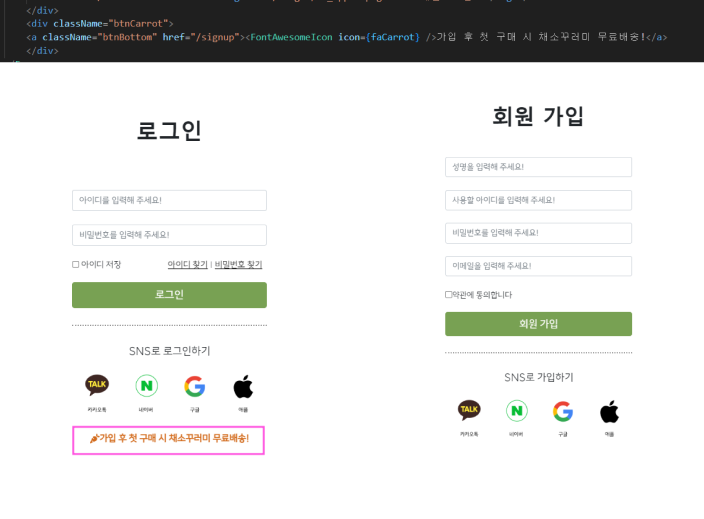 </div>
<div className="btnCarrot">
<a className="btnBottom" href="/signup"><FontAwesomeIcon icon={faCarrot} />가입 후 첫 구매 시 채소꾸러미 무료배송!</a>
</div>
로그인
아이디를 입력해 주세요!
비밀번호를 입력해 주세요!
아이디 저장 아이디 찾기 | 비밀번호 찾기
로그인
SNS로 로그인하기
TALK N G
카카오톡 네이버 구글 애플
가입 후 첫 구매 시 채소꾸러미 무료배송!
회원 가입
성명을 입력해 주세요!
사용할 아이디를 입력해 주세요!
비밀번호를 입력해 주세요!
이메일을 입력해 주세요!
약관에 동의합니다
회원 가입
SNS로 가입하기
TALK N G
카카오톡 네이버 구글 애플